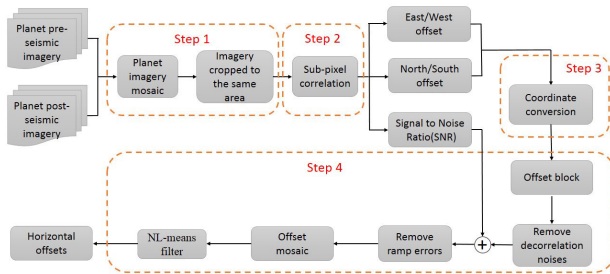 Planet pre-
seismic
imagery
Planet post-
seismic
imagery
Step 1
Planet
imagery
mosaic
Imagery
cropped to
the same
area
Step 2
Sub-pixel
correlation
East/West
offset
North/South
offset
Signal to Noise
Ratio(SNR)
Step 3
Coordinate
conversion
Step 4
Offset block
Remove
decorrelation
noises
+
Remove
ramp errors
Offset
mosaic
NL-means
filter
Horizontal
offsets